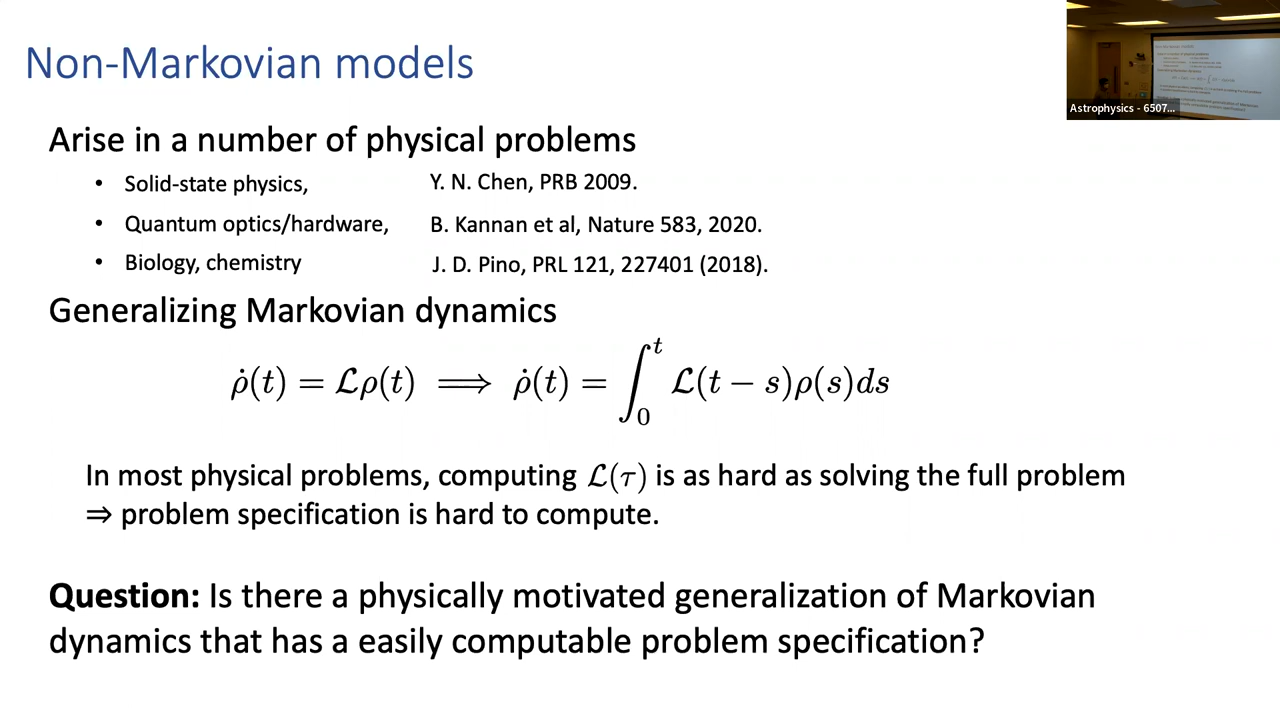 Non-Markovian models
Astrophysics - 6507...
Arise in a number of physical problems
• Solid-state physics, Y. N. Chen, PRB 2009.
• Quantum optics/hardware, B. Kannan et al, Nature 583, 2020.
• Biology, chemistry J. D. Pino, PRL 121, 227401 (2018).
Generalizing Markovian dynamics
ρ̇(t) = ℒρ(t) ⟹ ρ̇(t) = ∫₀ᵗ ℒ(t − s)ρ(s)ds
In most physical problems, computing ℒ(τ) is as hard as solving the full problem
⇒ problem specification is hard to compute.
Question: Is there a physically motivated generalization of Markovian
dynamics that has a easily computable problem specification?